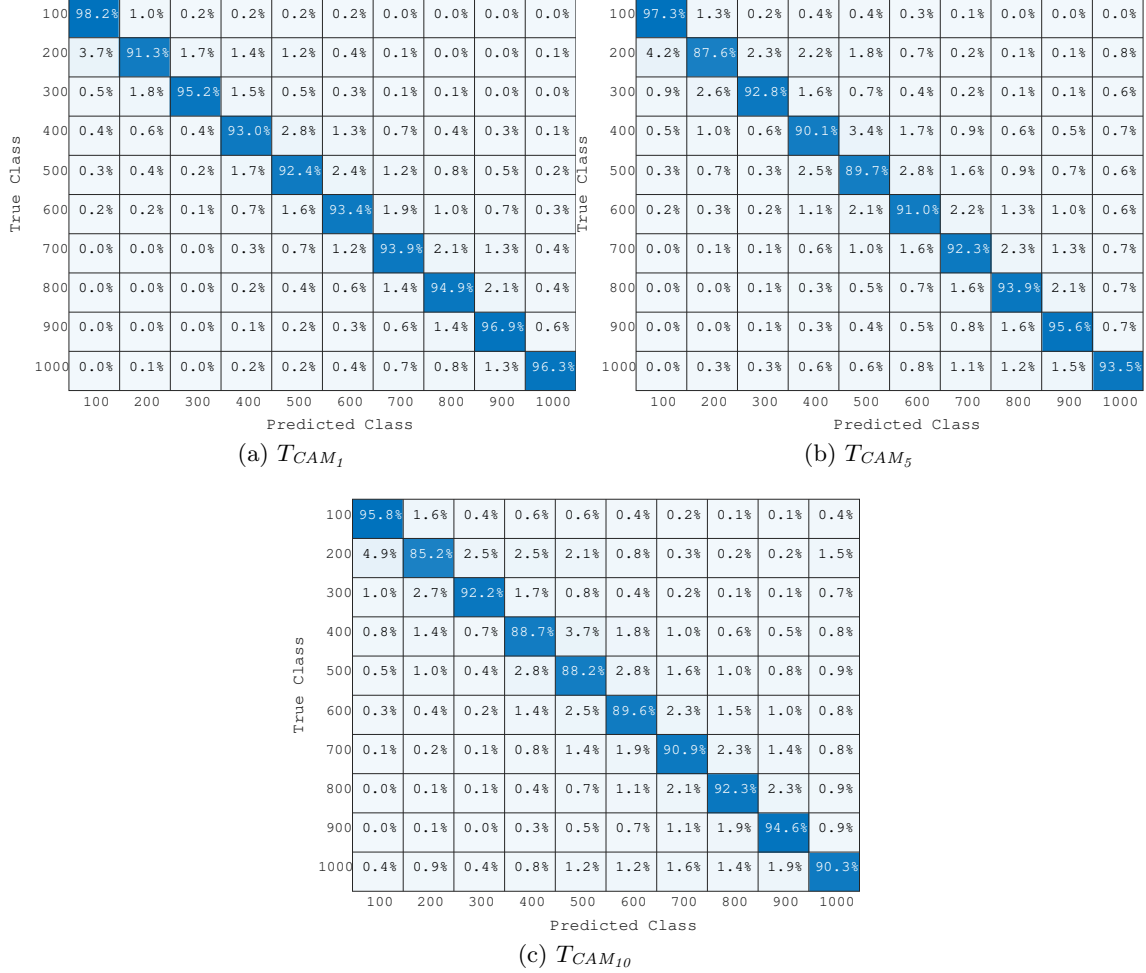 100 98.2% 1.0% 0.2% 0.2% 0.2% 0.2% 0.0% 0.0% 0.0% 0.0%
200 3.7% 91.3% 1.7% 1.4% 1.2% 0.4% 0.1% 0.0% 0.0% 0.1%
300 0.5% 1.8% 95.2% 1.5% 0.5% 0.3% 0.1% 0.1% 0.0% 0.0%
400 0.4% 0.6% 0.4% 93.0% 2.8% 1.3% 0.7% 0.4% 0.3% 0.1%
500 0.3% 0.4% 0.2% 1.7% 92.4% 2.4% 1.2% 0.8% 0.5% 0.2%
600 0.2% 0.2% 0.1% 0.7% 1.6% 93.4% 1.9% 1.0% 0.7% 0.3%
700 0.0% 0.0% 0.0% 0.3% 0.7% 1.2% 93.9% 2.1% 1.3% 0.4%
800 0.0% 0.0% 0.0% 0.2% 0.4% 0.6% 1.4% 94.9% 2.1% 0.4%
900 0.0% 0.0% 0.0% 0.1% 0.2% 0.3% 0.6% 1.4% 96.9% 0.6%
1000 0.0% 0.1% 0.0% 0.2% 0.2% 0.4% 0.7% 0.8% 1.3% 96.3%
100 200 300 400 500 600 700 800 900 1000
True Class
Predicted Class
(a) T_CAM_1
100 97.3% 1.3% 0.2% 0.4% 0.4% 0.3% 0.1% 0.0% 0.0% 0.0%
200 4.2% 87.6% 2.3% 2.2% 1.8% 0.7% 0.2% 0.1% 0.1% 0.8%
300 0.9% 2.6% 92.8% 1.6% 0.7% 0.4% 0.2% 0.1% 0.1% 0.6%
400 0.5% 1.0% 0.6% 90.1% 3.4% 1.7% 0.9% 0.6% 0.5% 0.7%
500 0.3% 0.7% 0.3% 2.5% 89.7% 2.8% 1.6% 0.9% 0.7% 0.6%
600 0.2% 0.3% 0.2% 1.1% 2.1% 91.0% 2.2% 1.3% 1.0% 0.6%
700 0.0% 0.1% 0.1% 0.6% 1.0% 1.6% 92.3% 2.3% 1.3% 0.7%
800 0.0% 0.0% 0.1% 0.3% 0.5% 0.7% 1.6% 93.9% 2.1% 0.7%
900 0.0% 0.0% 0.1% 0.3% 0.4% 0.5% 0.8% 1.6% 95.6% 0.7%
1000 0.0% 0.3% 0.3% 0.6% 0.6% 0.8% 1.1% 1.2% 1.5% 93.5%
100 200 300 400 500 600 700 800 900 1000
True Class
Predicted Class
(b) T_CAM_5
100 95.8% 1.6% 0.4% 0.6% 0.6% 0.4% 0.2% 0.1% 0.1% 0.4%
200 4.9% 85.2% 2.5% 2.5% 2.1% 0.8% 0.3% 0.2% 0.2% 1.5%
300 1.0% 2.7% 92.2% 1.7% 0.8% 0.4% 0.2% 0.1% 0.1% 0.7%
400 0.8% 1.4% 0.7% 88.7% 3.7% 1.8% 1.0% 0.6% 0.5% 0.8%
500 0.5% 1.0% 0.4% 2.8% 88.2% 2.8% 1.6% 1.0% 0.8% 0.9%
600 0.3% 0.4% 0.2% 1.4% 2.5% 89.6% 2.3% 1.5% 1.0% 0.8%
700 0.1% 0.2% 0.1% 0.8% 1.4% 1.9% 90.9% 2.3% 1.4% 0.8%
800 0.0% 0.1% 0.1% 0.4% 0.7% 1.1% 2.1% 92.3% 2.3% 0.9%
900 0.0% 0.1% 0.0% 0.3% 0.5% 0.7% 1.1% 1.9% 94.6% 0.9%
1000 0.4% 0.9% 0.4% 0.8% 1.2% 1.2% 1.6% 1.4% 1.9% 90.3%
100 200 300 400 500 600 700 800 900 1000
True Class
Predicted Class
(c) T_CAM_10